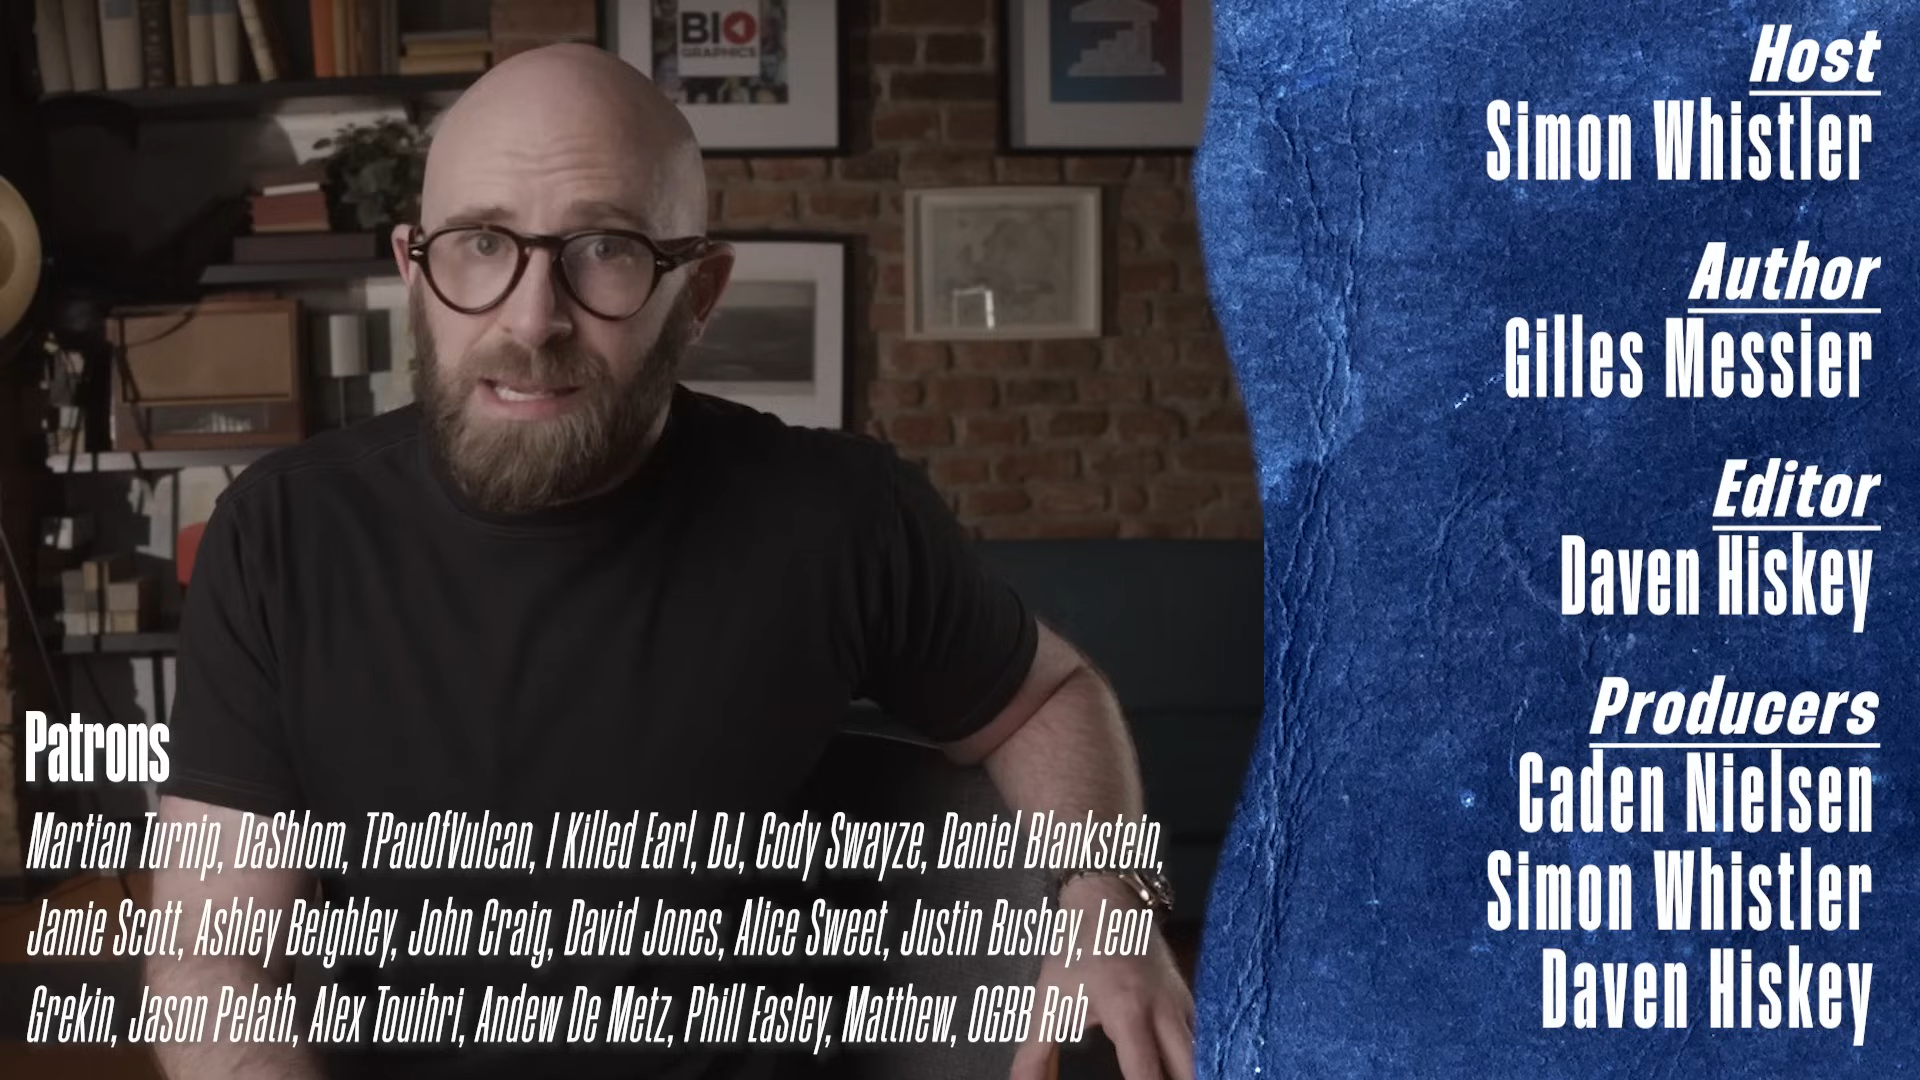 BIO
GRAPHICS
Host
Simon Whistler
Author
Gilles Messier
Editor
Daven Hiskey
Producers
Caden Nielsen
Simon Whistler
Daven Hiskey
Patrons
Martian Turnip, DaShlom, TPauOfVulcan, I Killed Earl, DJ, Cody Swayze, Daniel Blankstein,
Jamie Scott, Ashley Beighley, John Craig, David Jones, Alice Sweet, Justin Bushey, Leon
Grekin, Jason Pelath, Alex Touihri, Andew De Metz, Phill Easley, Matthew, OGBB Rob